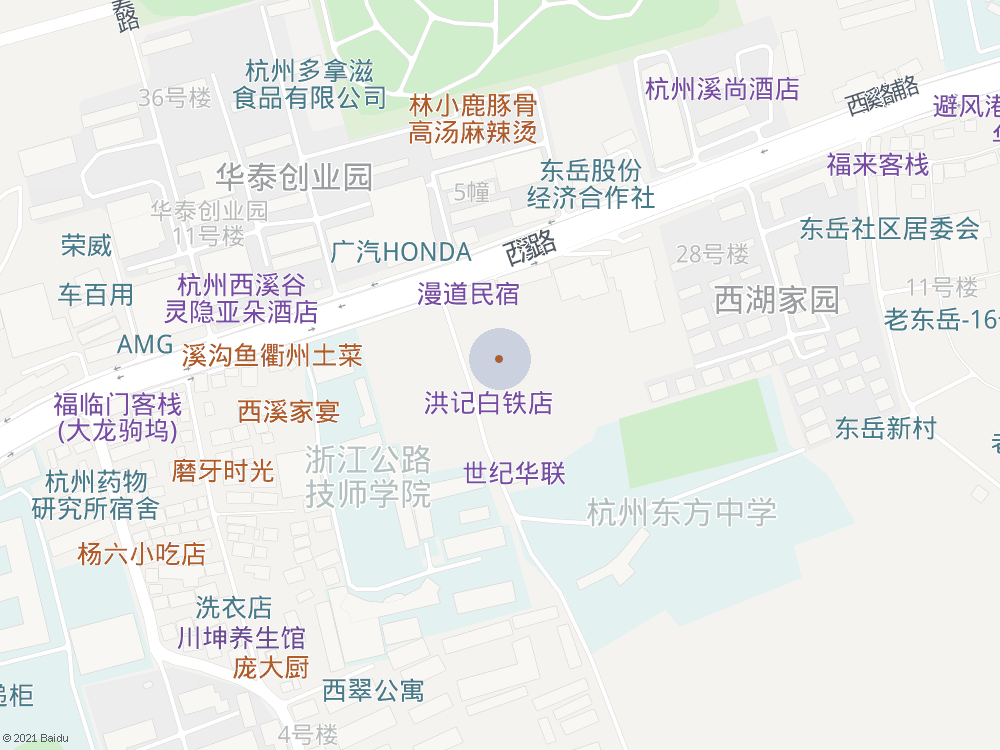 杭州多拿滋
食品有限公司
36号楼
林小鹿豚骨
高汤麻辣烫
杭州溪尚酒店
西溪路辅路
避风港
福来客栈
华泰创业园
5幢
东岳股份
经济合作社
华泰创业园
11号楼
东岳社区居委会
荣威
广汽HONDA
西溪路
28号楼
杭州西溪谷
灵隐亚朵酒店
车百用
漫道民宿
西湖家园
11号楼
老东岳-16
AMG
溪沟鱼衢州土菜
福临门客栈
(大龙驹坞)
西溪家宴
洪记白铁店
东岳新村
浙江公路
技师学院
磨牙时光
世纪华联
杭州药物
研究所宿舍
杭州东方中学
杨六小吃店
洗衣店
川坤养生馆
庞大厨
西翠公寓
4号楼
© 2021 Baidu